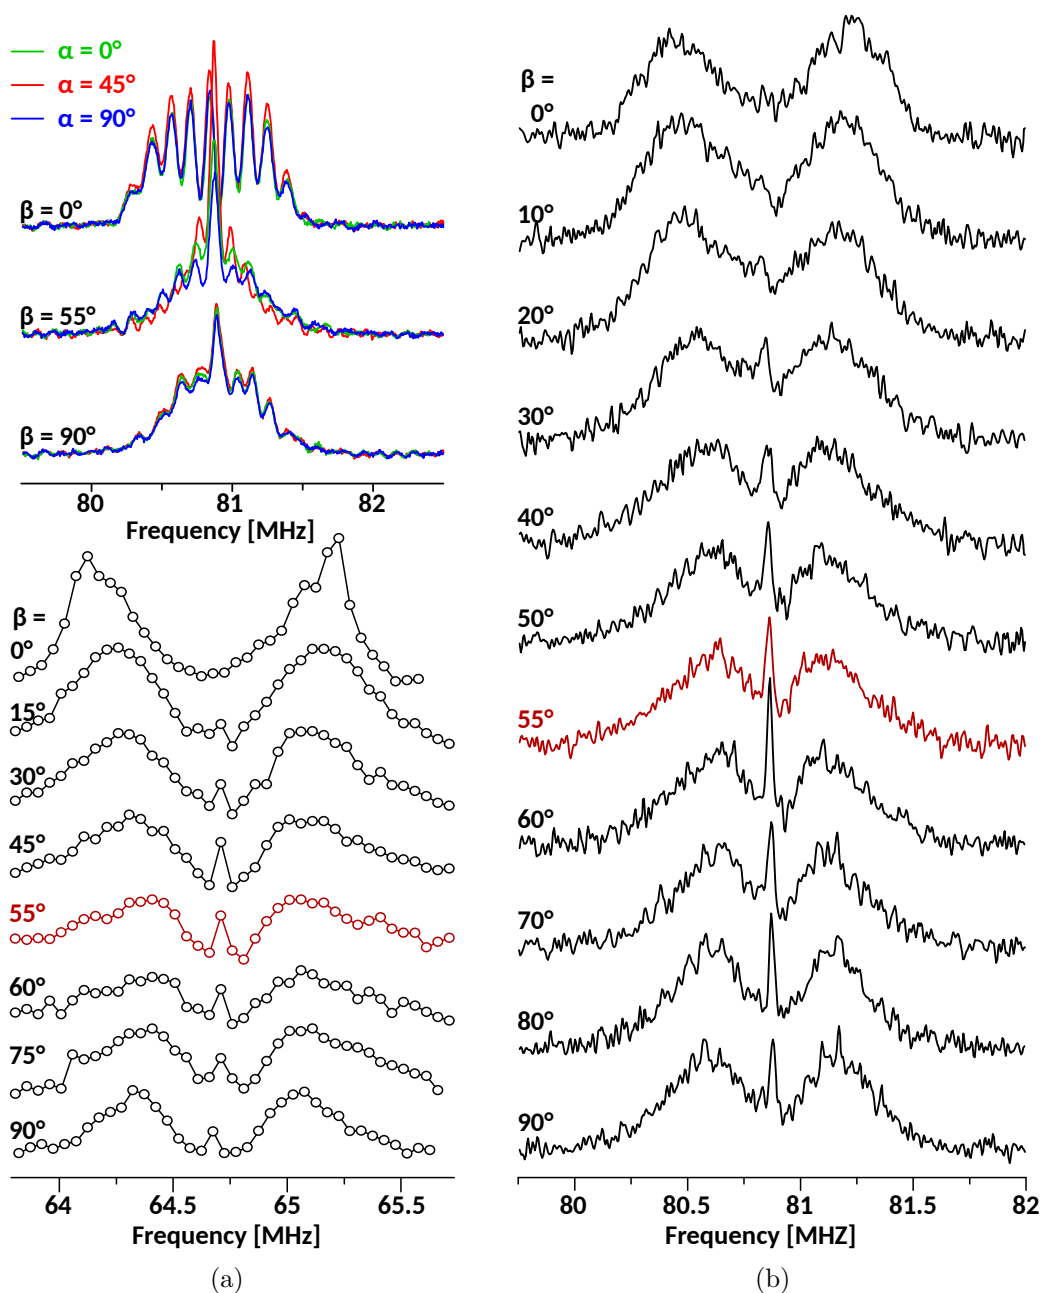 α = 0°
α = 45°
α = 90°
β = 0°
β = 55°
β = 90°
80 81 82
Frequency [MHz]
β =
0°
15°
30°
45°
55°
60°
75°
90°
64 64.5 65 65.5
Frequency [MHz]
(a)
β =
0°
10°
20°
30°
40°
50°
55°
60°
70°
80°
90°
80 80.5 81 81.5 82
Frequency [MHZ]
(b)